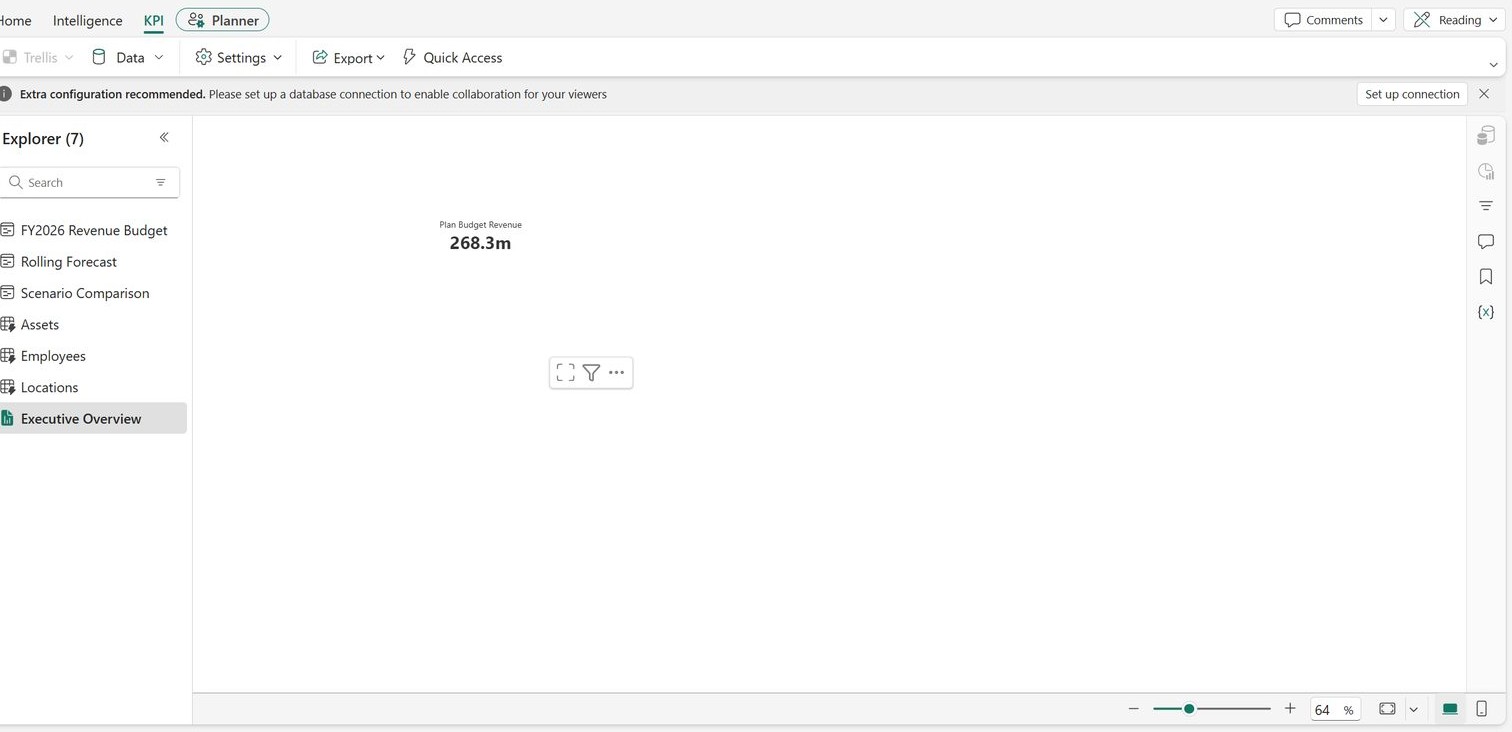 Home Intelligence KPI Planner Comments Reading
Trellis Data Settings Export Quick Access
Extra configuration recommended. Please set up a database connection to enable collaboration for your viewers Set up connection
Explorer (7)
Search
FY2026 Revenue Budget
Rolling Forecast
Scenario Comparison
Assets
Employees
Locations
Executive Overview
Plan Budget Revenue
268.3m
{x}
64 %